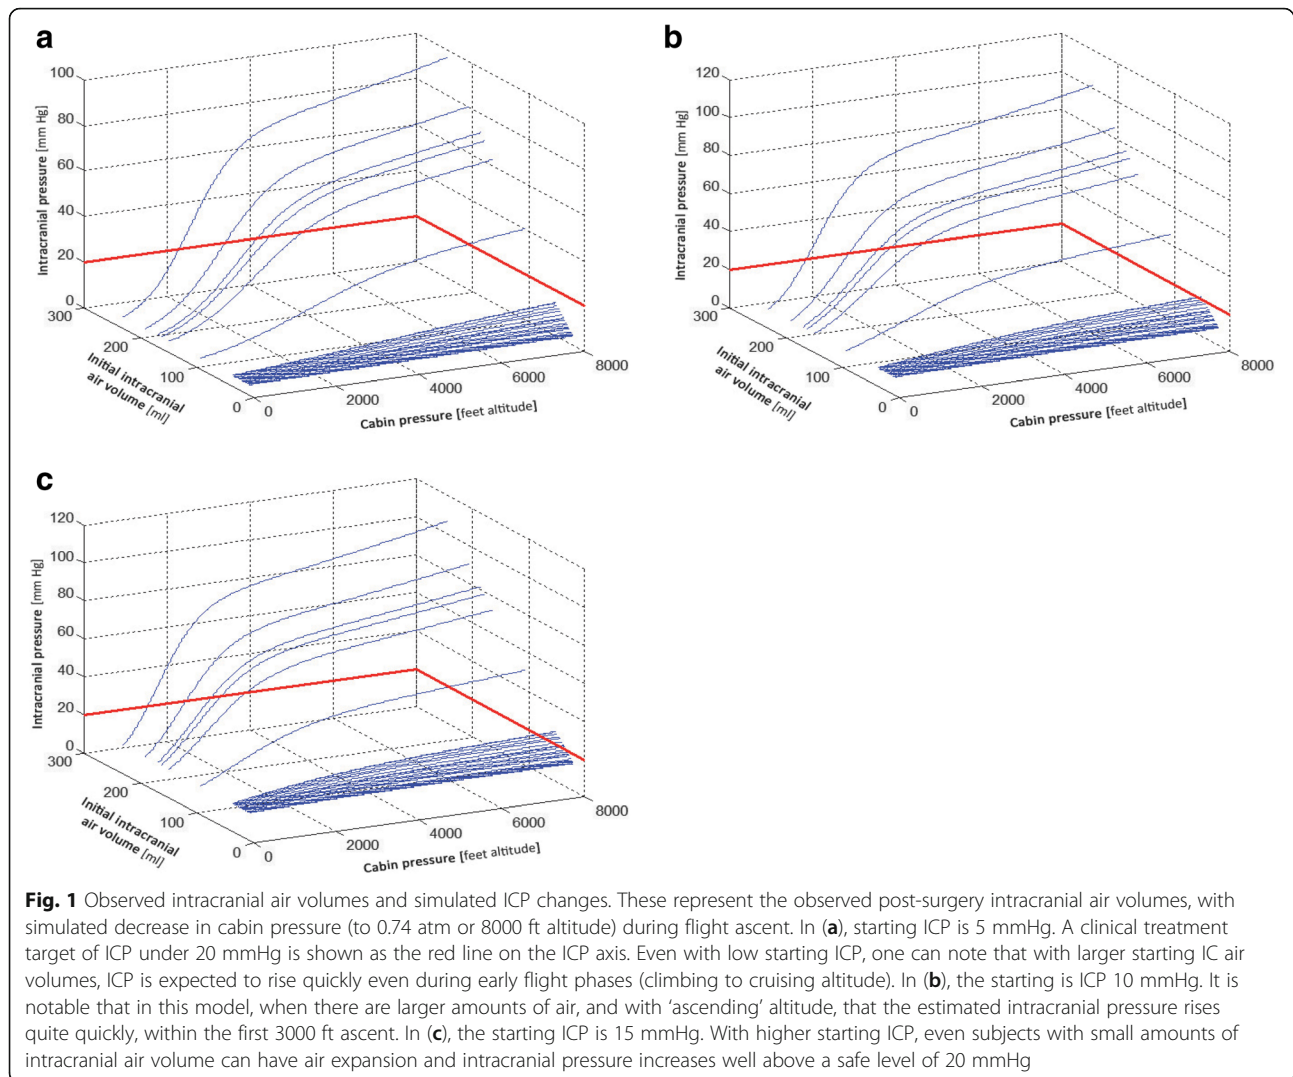 a
100
80
60
40
20
0
Intracranial pressure [mm Hg]
300
200
100
0
Initial intracranial
air volume [ml]
0
2000
4000
6000
8000
Cabin pressure [feet altitude]
b
120
100
80
60
40
20
0
Intracranial pressure [mm Hg]
300
200
100
0
Initial intracranial
air volume [ml]
0
2000
4000
6000
8000
Cabin pressure [feet altitude]
c
120
100
80
60
40
20
0
Intracranial pressure [mm Hg]
300
200
100
0
Initial intracranial
air volume [ml]
0
2000
4000
6000
8000
Cabin pressure [feet altitude]
Fig. 1 Observed intracranial air volumes and simulated ICP changes. These represent the observed post-surgery intracranial air volumes, with
simulated decrease in cabin pressure (to 0.74 atm or 8000 ft altitude) during flight ascent. In (a), starting ICP is 5 mmHg. A clinical treatment
target of ICP under 20 mmHg is shown as the red line on the ICP axis. Even with low starting ICP, one can note that with larger starting IC air
volumes, ICP is expected to rise quickly even during early flight phases (climbing to cruising altitude). In (b), the starting is ICP 10 mmHg. It is
notable that in this model, when there are larger amounts of air, and with ‘ascending’ altitude, that the estimated intracranial pressure rises
quite quickly, within the first 3000 ft ascent. In (c), the starting ICP is 15 mmHg. With higher starting ICP, even subjects with small amounts of
intracranial air volume can have air expansion and intracranial pressure increases well above a safe level of 20 mmHg